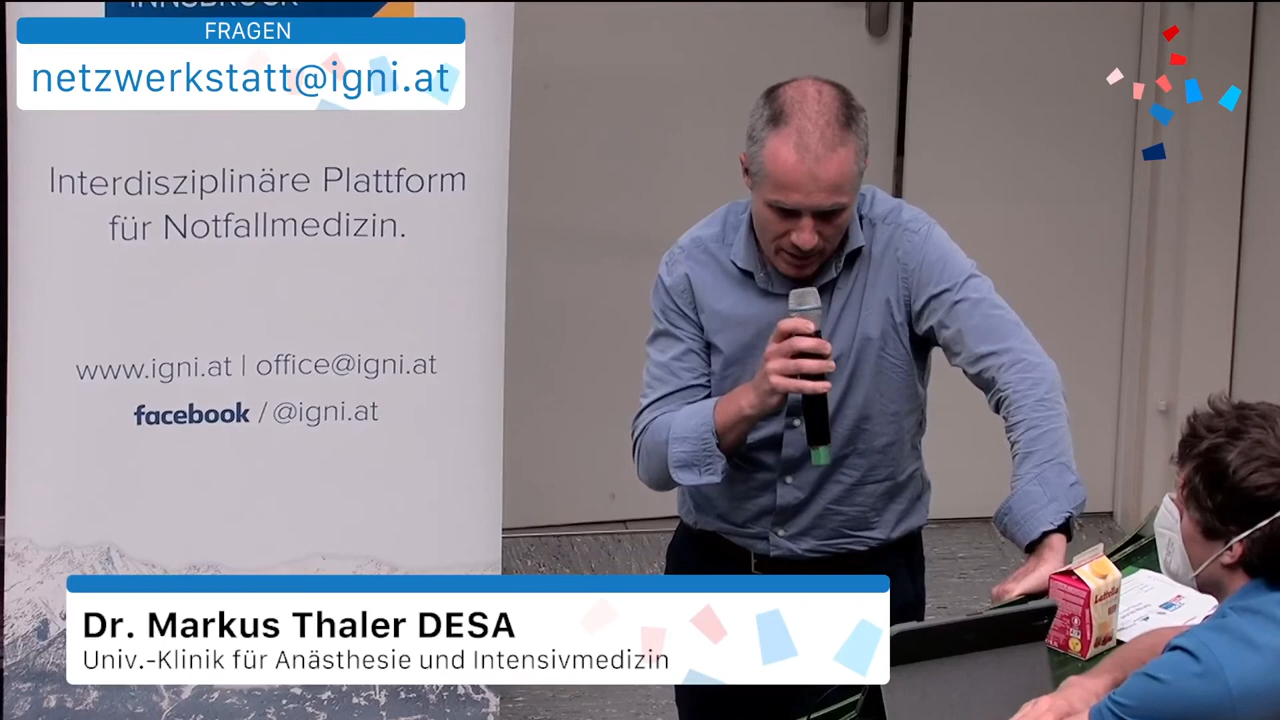 INNSBRUCK
FRAGEN
netzwerkstatt@igni.at
Interdisziplinäre Plattform
für Notfallmedizin.
www.igni.at | office@igni.at
facebook / @igni.at
Dr. Markus Thaler DESA
Univ.-Klinik für Anästhesie und Intensivmedizin